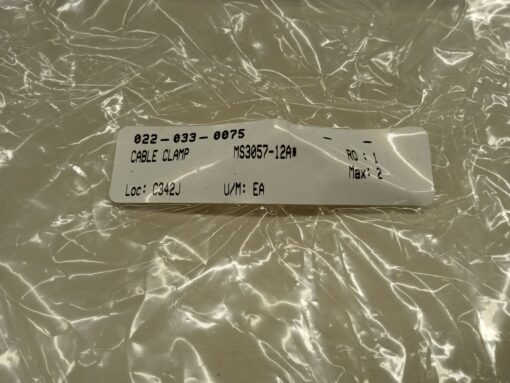 022-033-0075 - -
CABLE CLAMP MS3057-12A* RO : 1
Max: 2
Loc: C342J U/M: EA